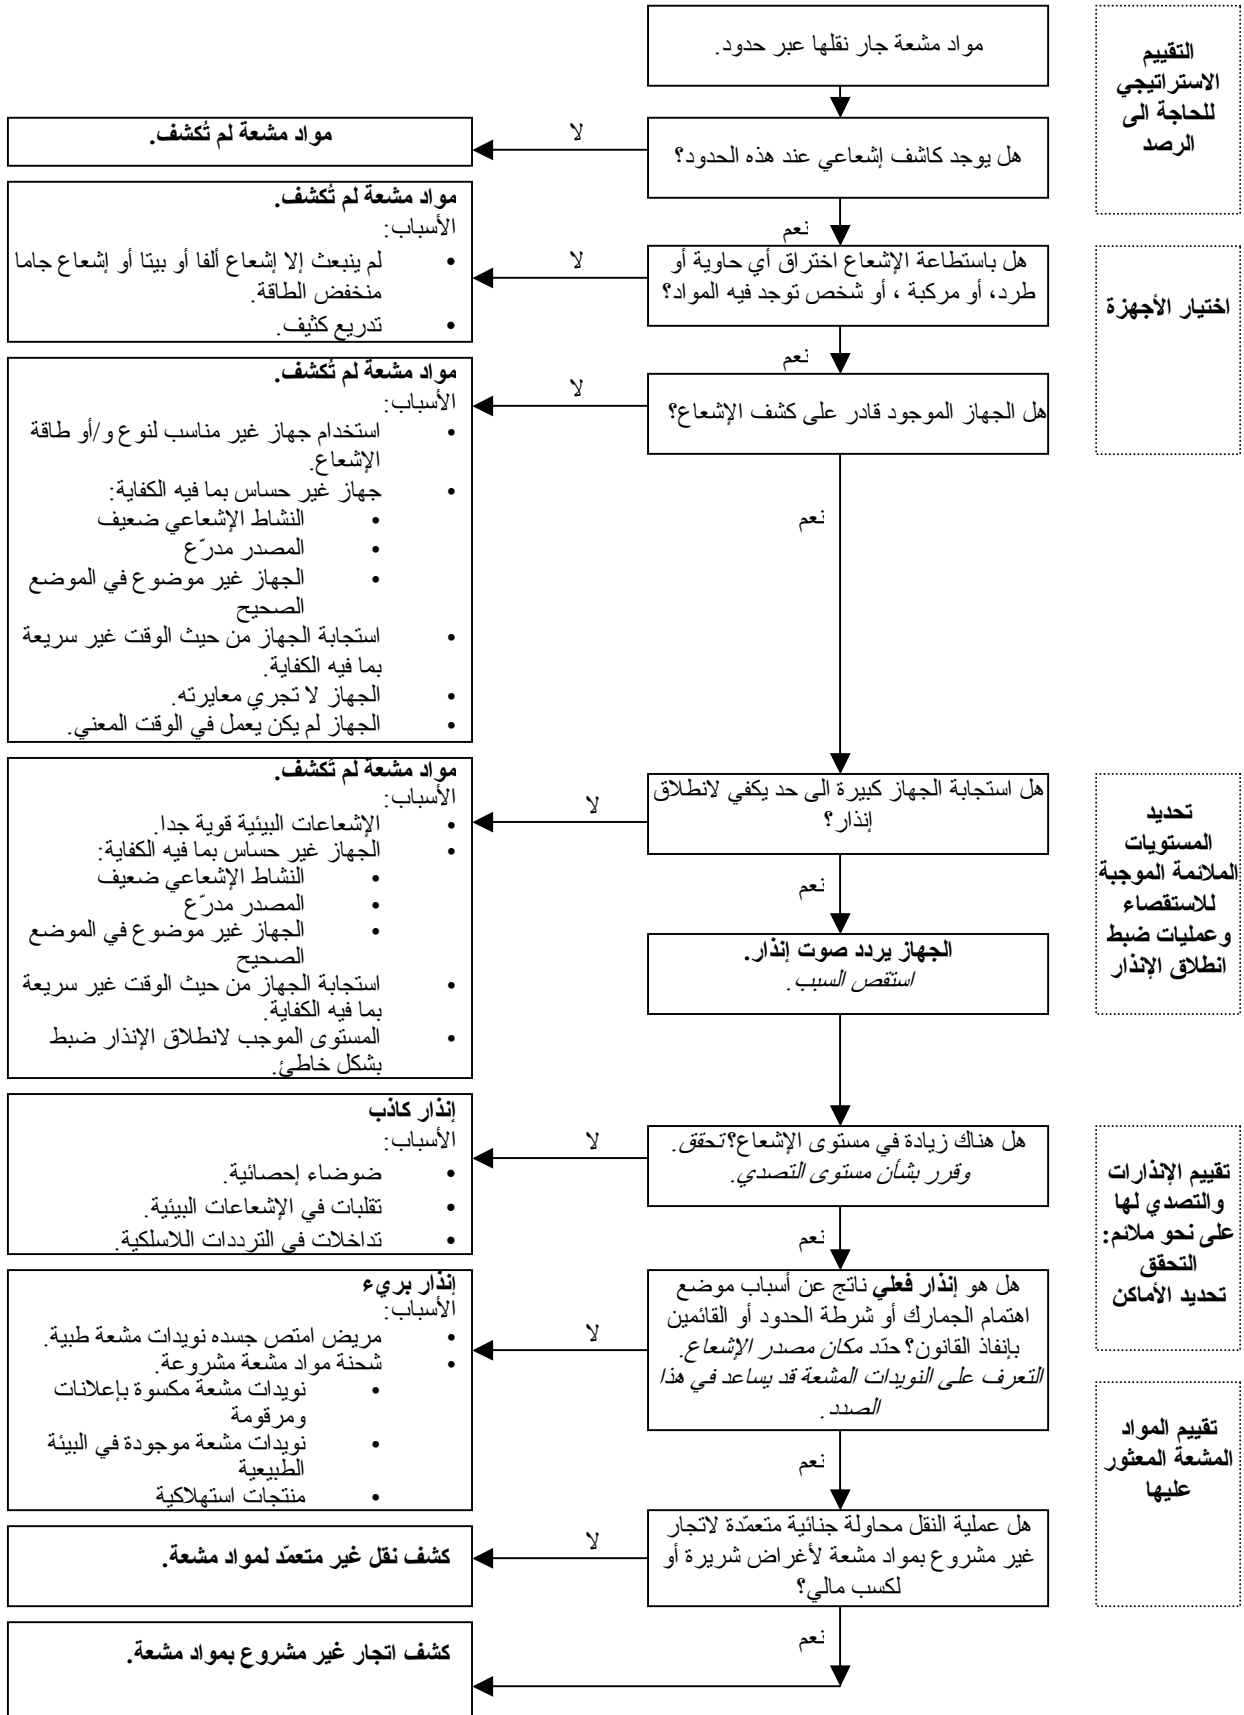 مواد مشعة جار نقلها عبر حدود.
التقييم
الاستراتيجي
للحاجة الى
الرصد
هل يوجد كاشف إشعاعي عند هذه الحدود؟
لا
مواد مشعة لم تُكشف.
نعم
هل باستطاعة الإشعاع اختراق أي حاوية أو
طرد، أو مركبة ، أو شخص توجد فيه المواد؟
لا
مواد مشعة لم تُكشف.
الأسباب:
• لم ينبعث إلا إشعاع ألفا أو بيتا أو إشعاع جاما
منخفض الطاقة.
• تدريع كثيف.
اختيار الأجهزة
نعم
هل الجهاز الموجود قادر على كشف الإشعاع؟
لا
مواد مشعة لم تُكشف.
الأسباب:
• استخدام جهاز غير مناسب لنوع و/أو طاقة
الإشعاع.
• جهاز غير حساس بما فيه الكفاية:
• النشاط الإشعاعي ضعيف
• المصدر مدرّع
• الجهاز غير موضوع في الموضع
الصحيح
• استجابة الجهاز من حيث الوقت غير سريعة
بما فيه الكفاية.
• الجهاز لا تجري معايرته.
• الجهاز لم يكن يعمل في الوقت المعني.
نعم
هل استجابة الجهاز كبيرة الى حد يكفي لانطلاق
إنذار؟
لا
مواد مشعة لم تُكشف.
الأسباب:
• الإشعاعات البيئية قوية جدا.
• الجهاز غير حساس بما فيه الكفاية:
• النشاط الإشعاعي ضعيف
• المصدر مدرّع
• الجهاز غير موضوع في الموضع
الصحيح
• استجابة الجهاز من حيث الوقت غير سريعة
بما فيه الكفاية.
• المستوى الموجب لانطلاق الإنذار ضبط
بشكل خاطئ.
تحديد
المستويات
الملائمة الموجبة
للاستقصاء
وعمليات ضبط
انطلاق الإنذار
نعم
الجهاز يردد صوت إنذار.
استقص السبب.
هل هناك زيادة في مستوى الإشعاع؟تحقق.
وقرر بشأن مستوى التصدي.
لا
إنذار كاذب
الأسباب:
• ضوضاء إحصائية.
• تقلبات في الإشعاعات البيئية.
• تداخلات في الترددات اللاسلكية.
تقييم الإنذارات
والتصدي لها
على نحو ملائم:
التحقق
تحديد الأماكن
نعم
هل هو إنذار فعلي ناتج عن أسباب موضع
اهتمام الجمارك أو شرطة الحدود أو القائمين
بإنفاذ القانون؟ حدّد مكان مصدر الإشعاع.
التعرف على النويدات المشعة قد يساعد في هذا
الصدد.
لا
إنذار بريء
الأسباب:
• مريض امتص جسده نويدات مشعة طبية.
• شحنة مواد مشعة مشروعة.
• نويدات مشعة مكسوة بإعلانات
ومرقومة
• نويدات مشعة موجودة في البيئة
الطبيعية
• منتجات استهلاكية
تقييم المواد
المشعة المعثور
عليها
نعم
هل عملية النقل محاولة جنائية متعمّدة لاتجار
غير مشروع بمواد مشعة لأغراض شريرة أو
لكسب مالي؟
لا
كشف نقل غير متعمّد لمواد مشعة.
نعم
كشف اتجار غير مشروع بمواد مشعة.